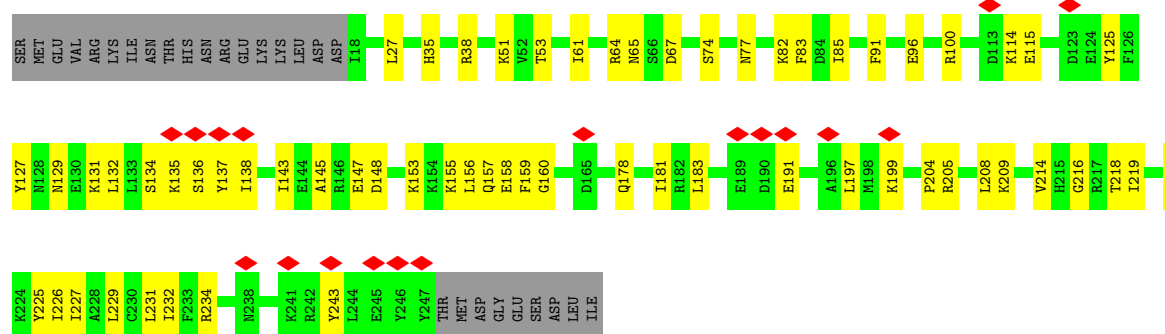 SER MET GLU VAL ARG LYS ILE ASN THR HIS ASN ARG GLU LYS LYS LEU ASP ASP I18 L27 H35 R38 K51 V52 T53 I61 R64 N65 S66 D67 S74 N77 K82 F83 D84 I85 F91 E96 R100 D113 K114 E115 D123 E124 Y125 F126
Y127 N128 N129 E130 K131 L132 L133 S134 K135 S136 Y137 I138 I143 E144 A145 R146 E147 D148 K153 K154 K155 L156 Q157 E158 F159 G160 D165 Q178 I181 R182 L183 E189 D190 E191 A196 L197 M198 K199 P204 R205 L208 K209 V214 H215 G216 R217 T218 I219
K224 Y225 I226 I227 A228 L229 C230 L231 I232 F233 R234 N238 K241 R242 Y243 L244 E245 Y246 Y247 THR MET ASP GLY GLU SER ASP LEU ILE